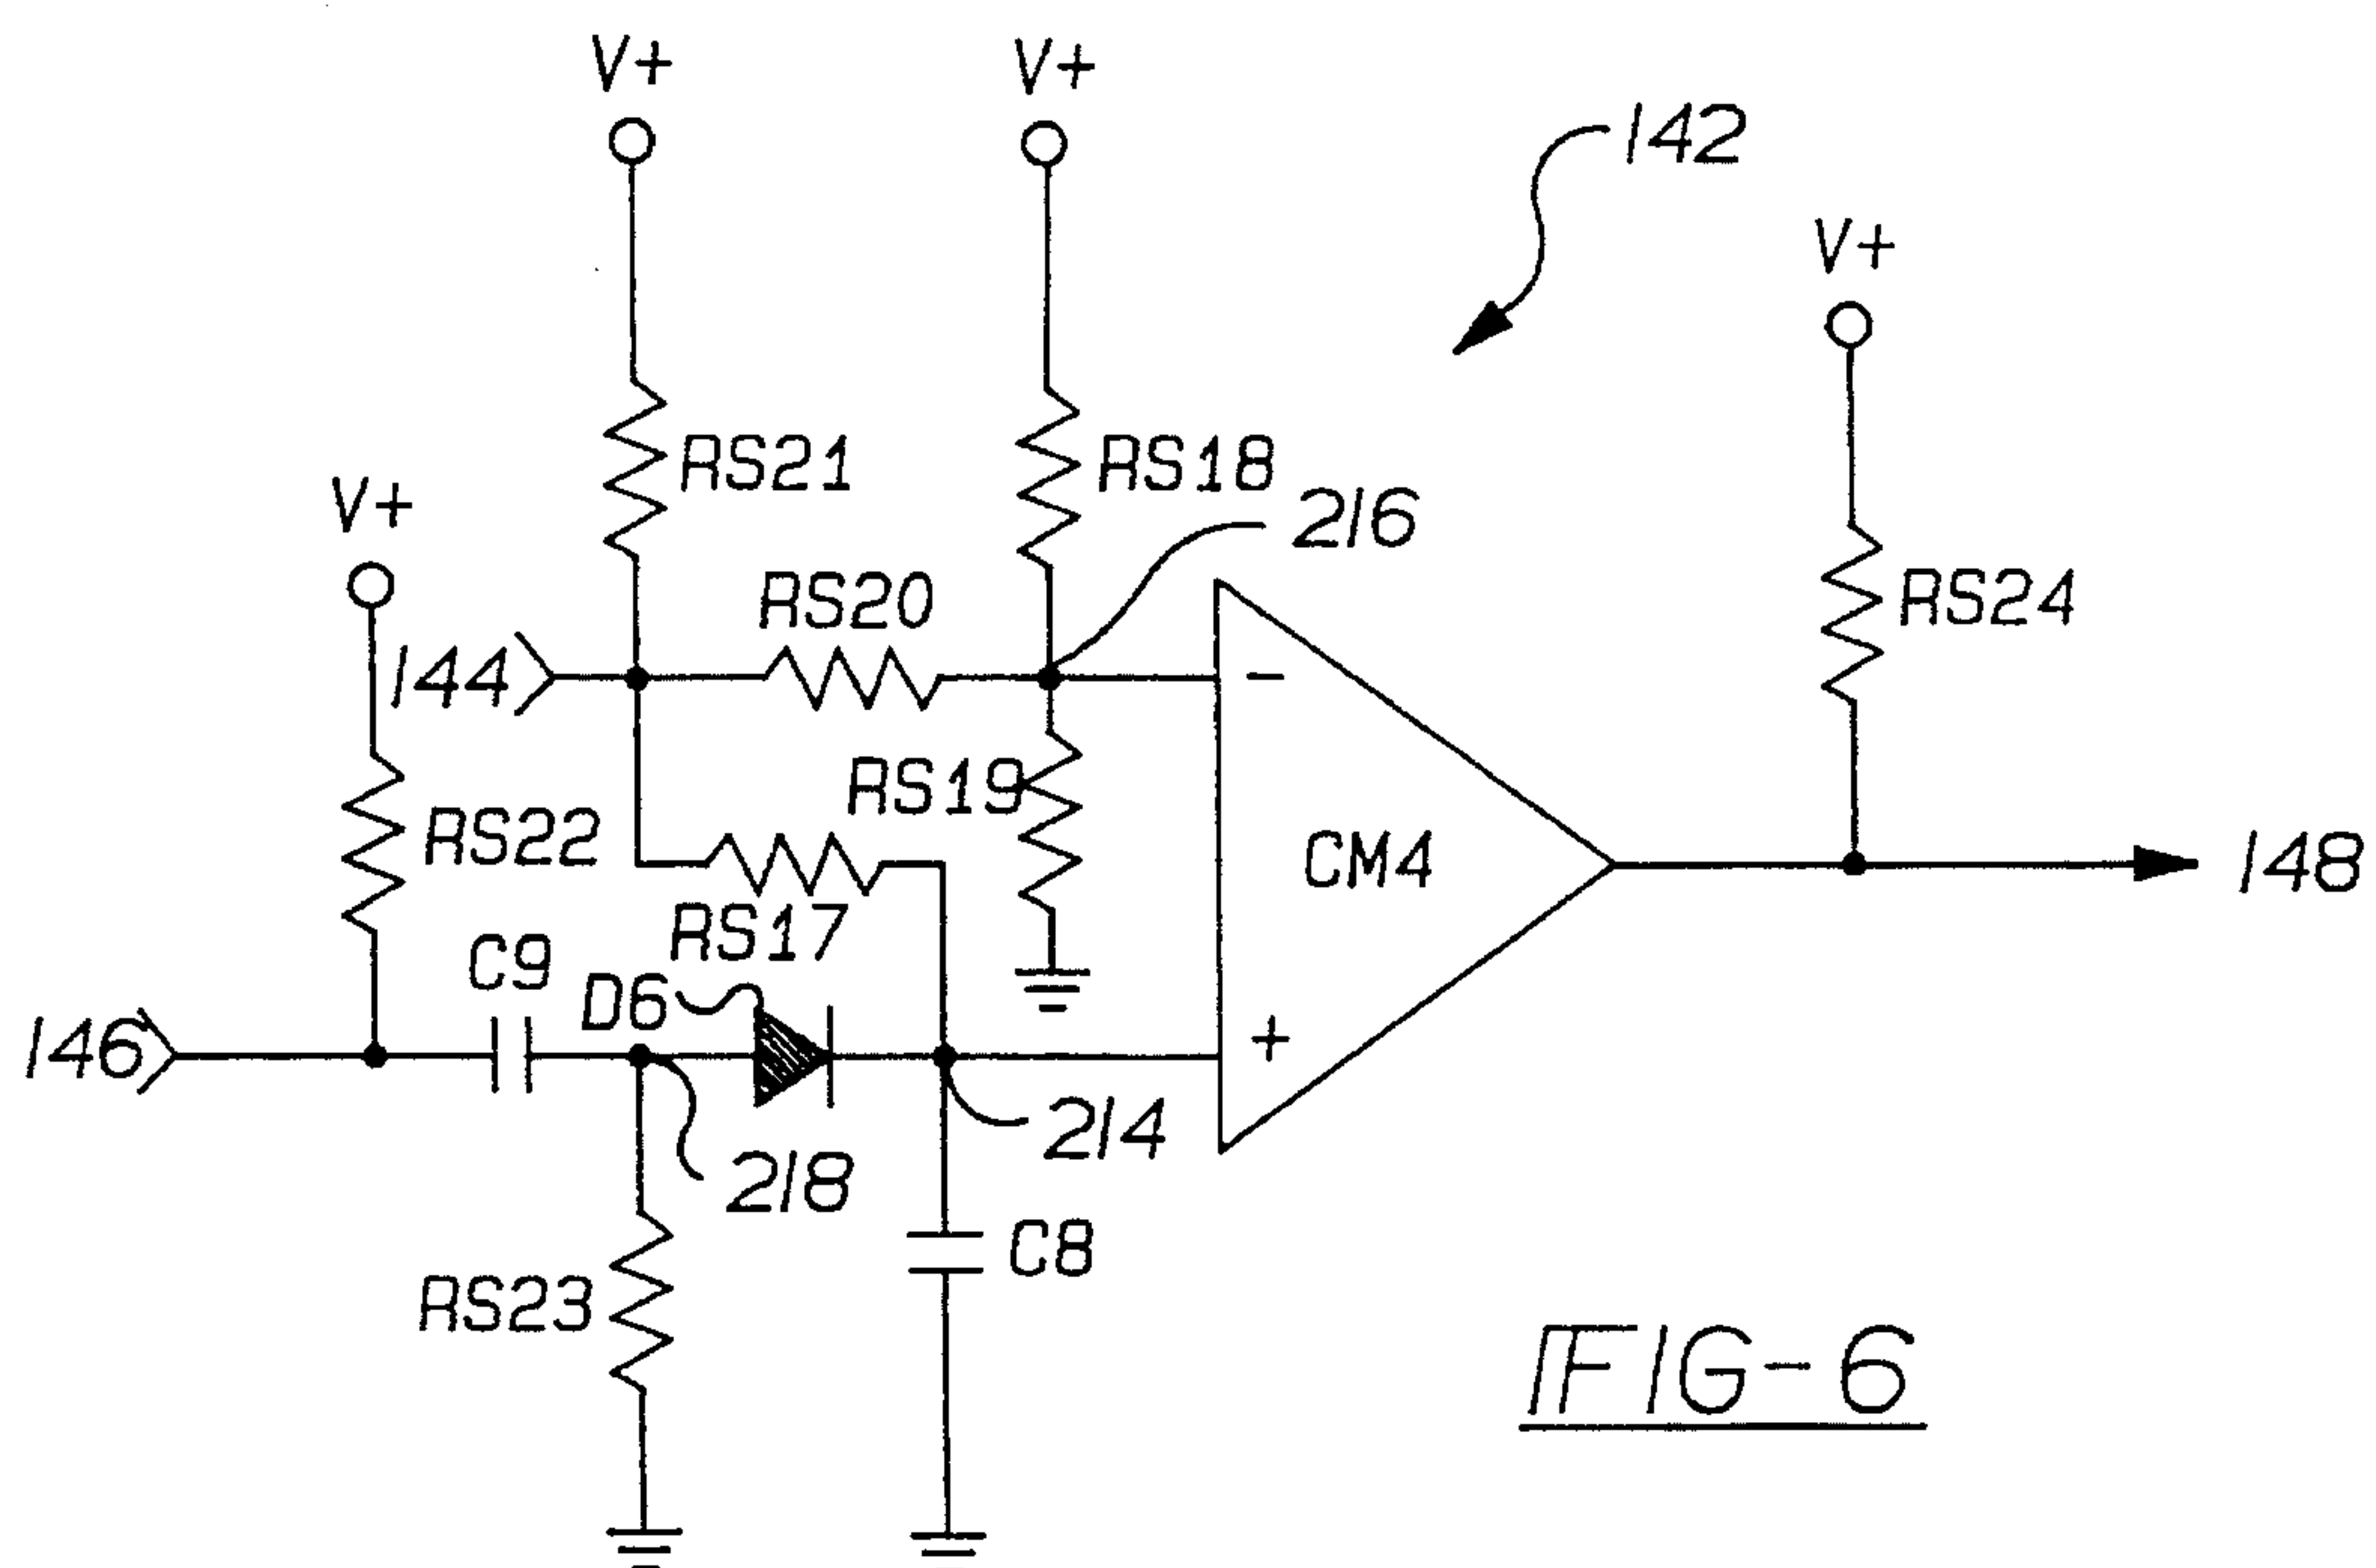 V+
V+
142
V+
RS21
RS18
216
V+
RS20
RS24
144
RS19
RS22
CM4
148
RS17
C9
D6
146
-
+
214
218
C8
RS23
FIG-6